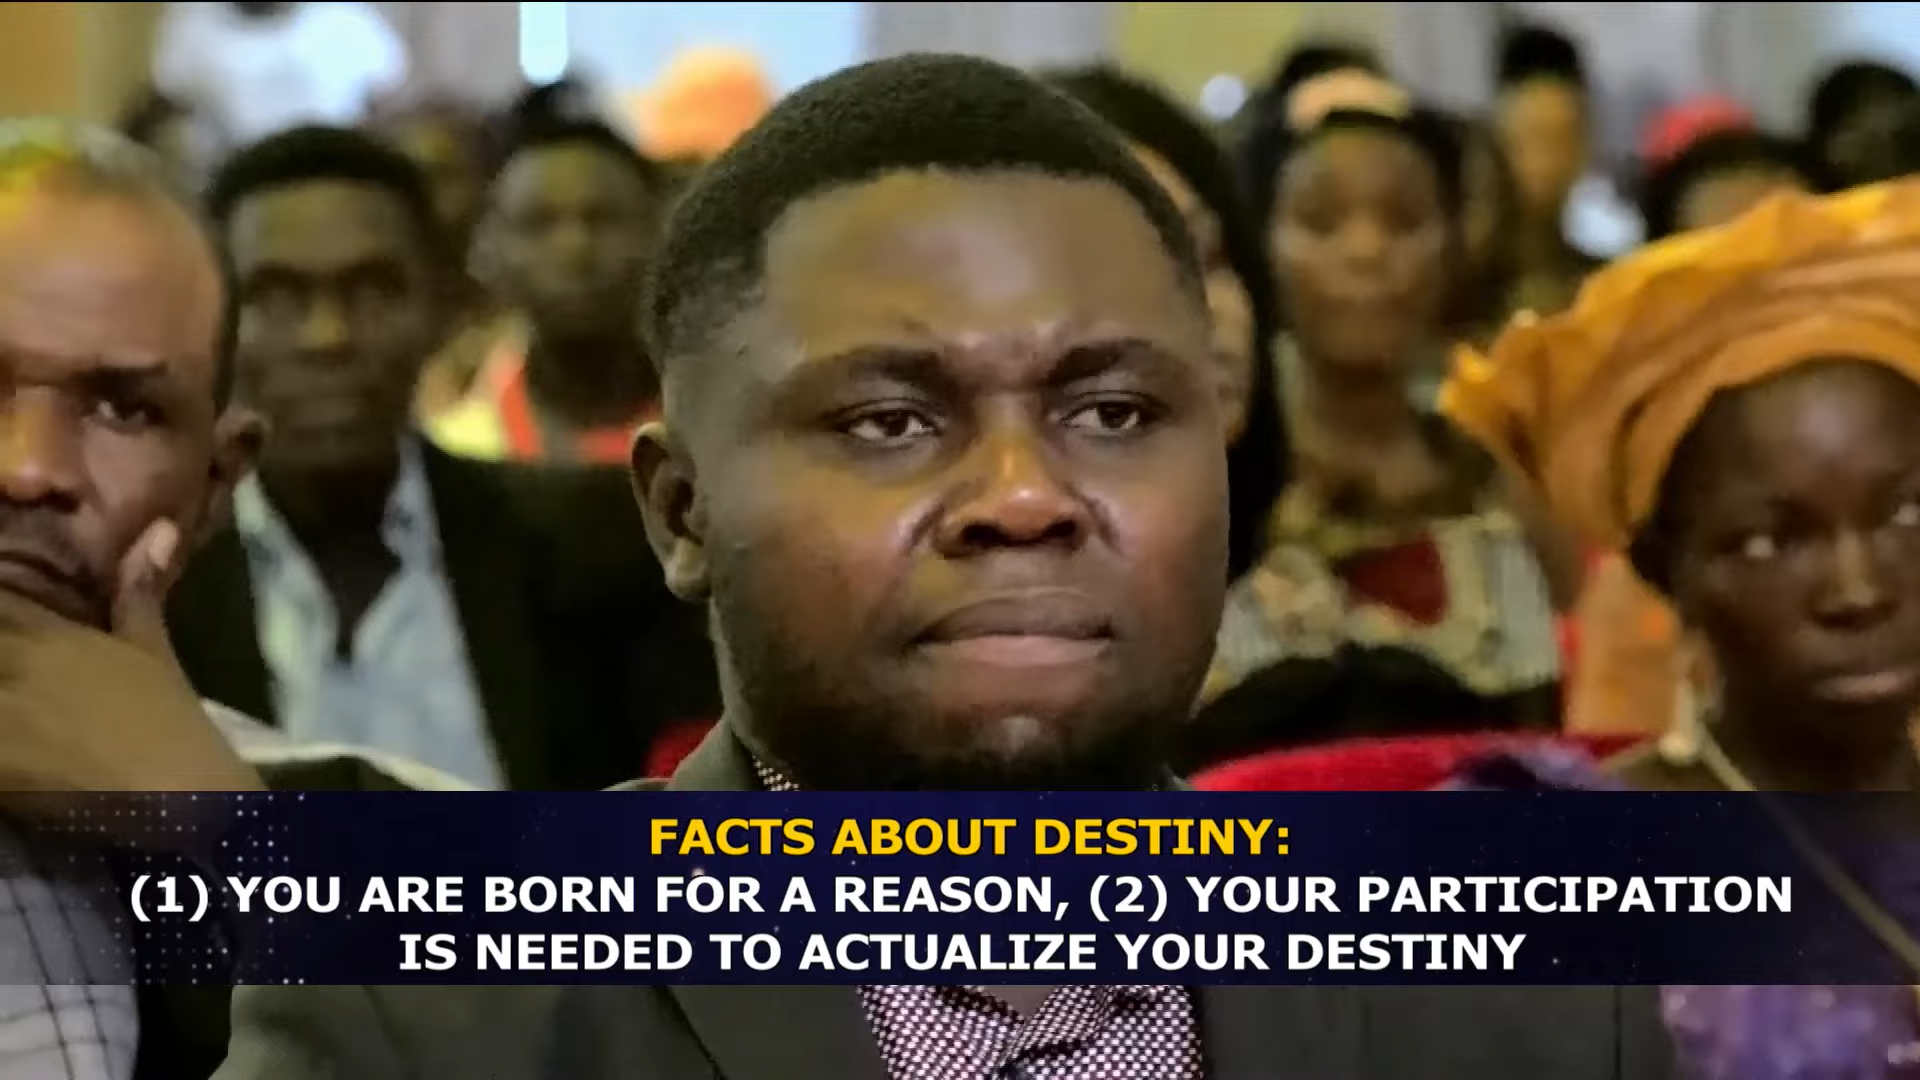 FACTS ABOUT DESTINY:
(1) YOU ARE BORN FOR A REASON, (2) YOUR PARTICIPATION
IS NEEDED TO ACTUALIZE YOUR DESTINY